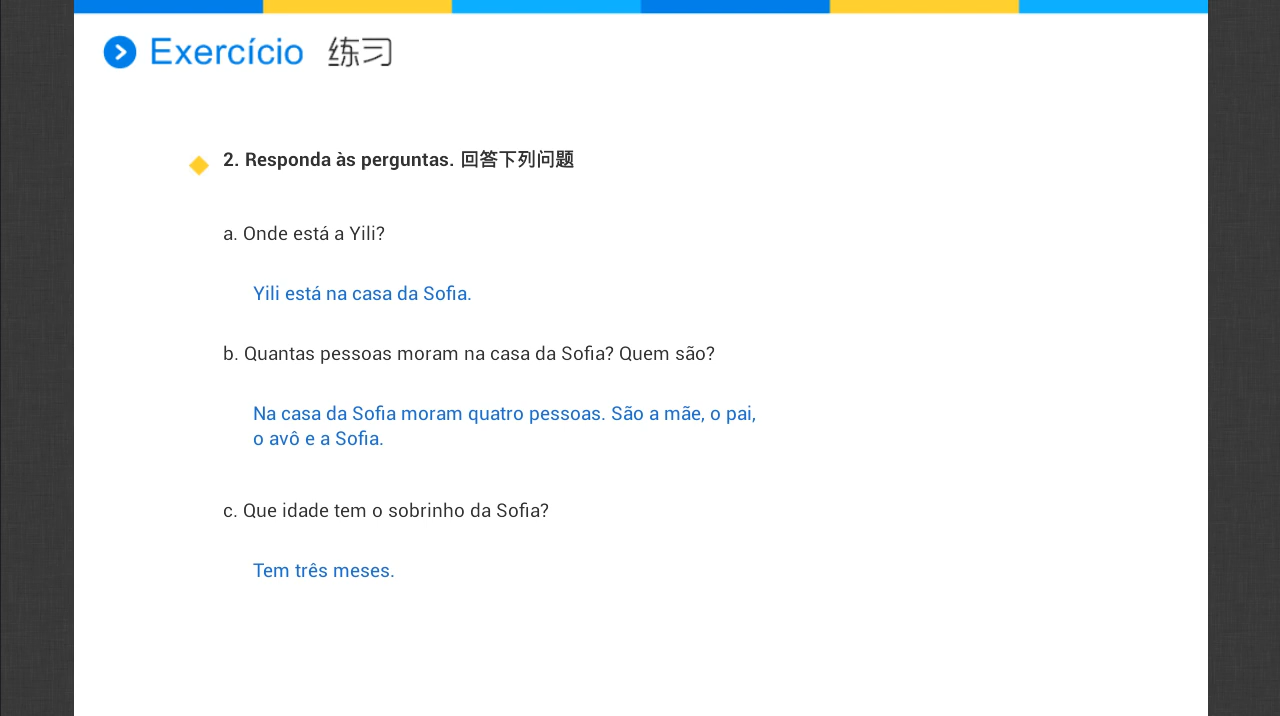 Exercício 练习
2. Responda às perguntas. 回答下列问题
a. Onde está a Yili?
Yili está na casa da Sofia.
b. Quantas pessoas moram na casa da Sofia? Quem são?
Na casa da Sofia moram quatro pessoas. São a mãe, o pai,
o avô e a Sofia.
c. Que idade tem o sobrinho da Sofia?
Tem três meses.